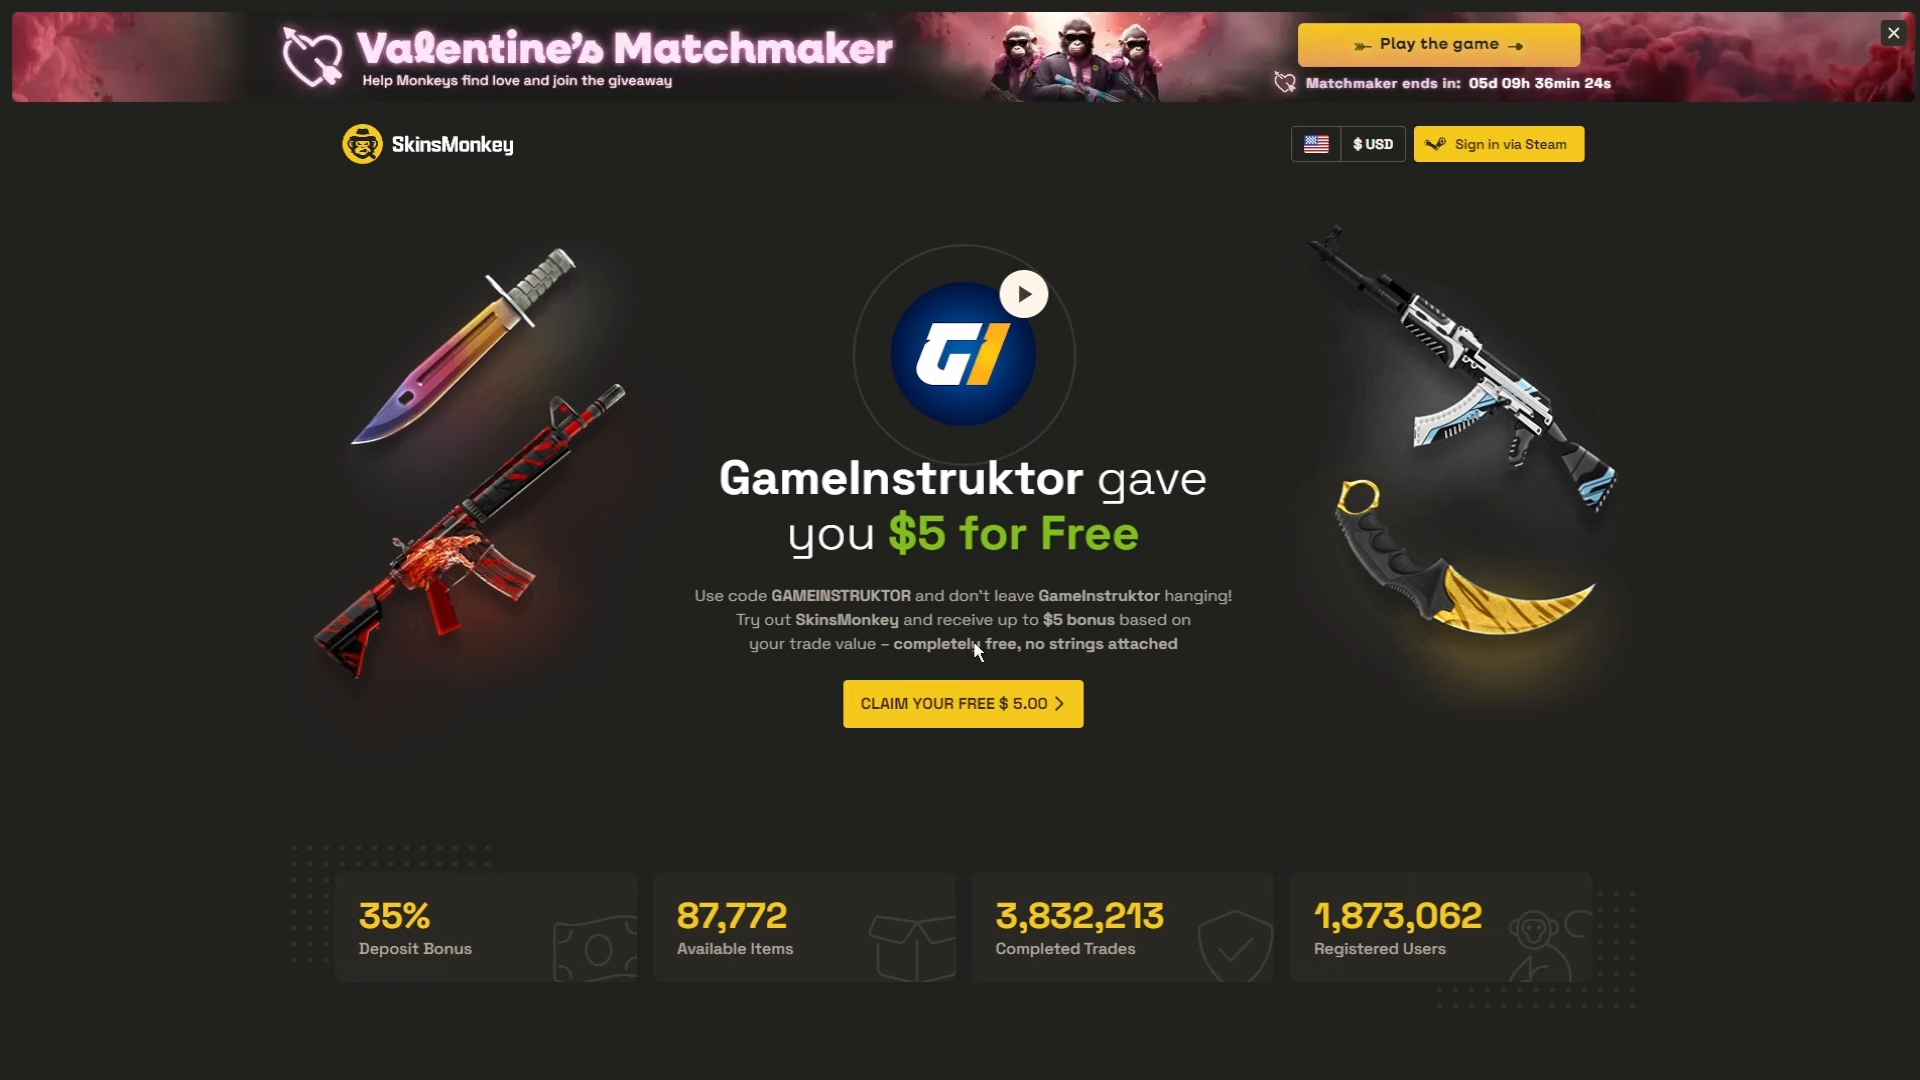 Valentine's Matchmaker
Help Monkeys find love and join the giveaway
Play the game
Matchmaker ends in: 05d 09h 36min 24s
SkinsMonkey
$ USD
Sign in via Steam
GI
GameInstruktor gave
you $5 for Free
Use code GAMEINSTRUKTOR and don't leave GameInstruktor hanging!
Try out SkinsMonkey and receive up to $5 bonus based on
your trade value – completely free, no strings attached
CLAIM YOUR FREE $ 5.00
35%
Deposit Bonus
87,772
Available Items
3,832,213
Completed Trades
1,873,062
Registered Users